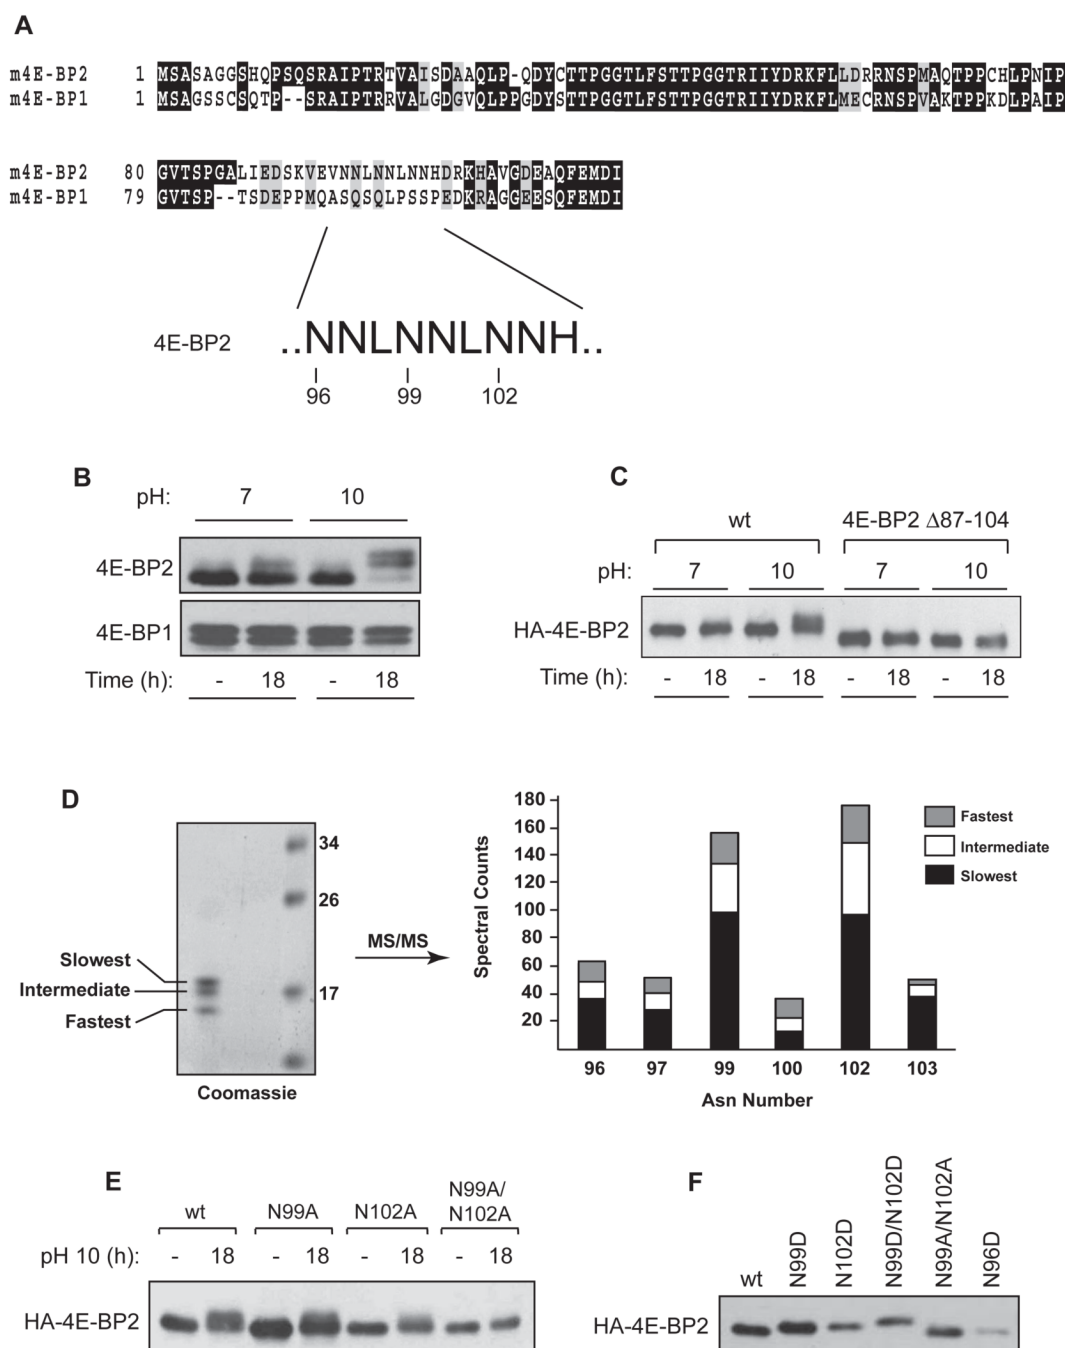 A
m4E-BP2 1 MSASAGGSHQPSQSRAIPTRTVAISDAAQLP-QDYCTTPGGTLFSTTPGGTRIIYDRKFLLDRRNSPMAQTPPCHLPNIP
m4E-BP1 1 MSAGSSCSQTP--SRAIPTRRVALGDGVQLPPGDYSTTPGGTLFSTTPGGTRIIYDRKFLMECRNSPVAKTPPKDLPAIP
m4E-BP2 80 GVTSPGALIEDSKVEVNNLNNLNNHDRKHAVGDEAQFEMDI
m4E-BP1 79 GVTSP--TSDEPPMQASQSQLPSSPEDKRAGGEESQFEMDI
4E-BP2 ..NNLNNLNNH..
96 99 102
B
pH: 7 10
4E-BP2
4E-BP1
Time (h): - 18 - 18
C
wt 4E-BP2 Δ87-104
pH: 7 10 7 10
HA-4E-BP2
Time (h): - 18 - 18 - 18 - 18
D
34
26
17
Slowest
Intermediate
Fastest
Coomassie
MS/MS
Spectral Counts
180
160
140
120
100
80
60
40
20
96 97 99 100 102 103
Asn Number
Fastest
Intermediate
Slowest
E
wt N99A N102A N99A/
N102A
pH 10 (h): - 18 - 18 - 18 - 18
HA-4E-BP2
F
wt N99D N102D N99D/N102D N99A/N102A N96D
HA-4E-BP2